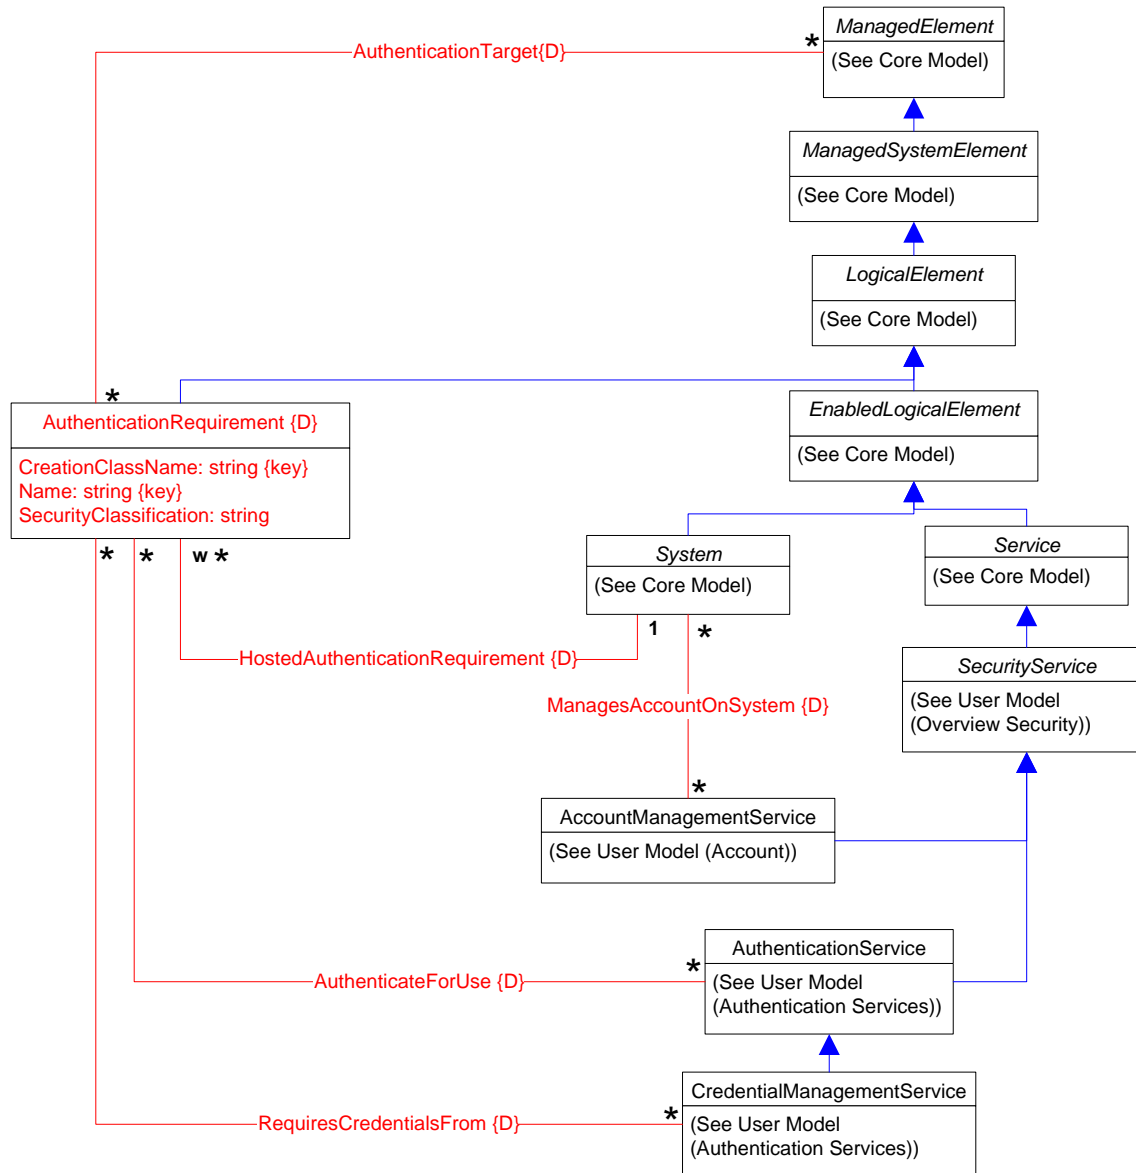 ManagedElement
(See Core Model)
AuthenticationTarget{D}
*
ManagedSystemElement
(See Core Model)
LogicalElement
(See Core Model)
*
AuthenticationRequirement {D}
CreationClassName: string {key}
Name: string {key}
SecurityClassification: string
EnabledLogicalElement
(See Core Model)
*
*
w *
System
(See Core Model)
Service
(See Core Model)
1
*
HostedAuthenticationRequirement {D}
SecurityService
(See User Model
(Overview Security))
ManagesAccountOnSystem {D}
*
AccountManagementService
(See User Model (Account))
AuthenticationService
(See User Model
(Authentication Services))
AuthenticateForUse {D}
*
CredentialManagementService
(See User Model
(Authentication Services))
RequiresCredentialsFrom {D}
*